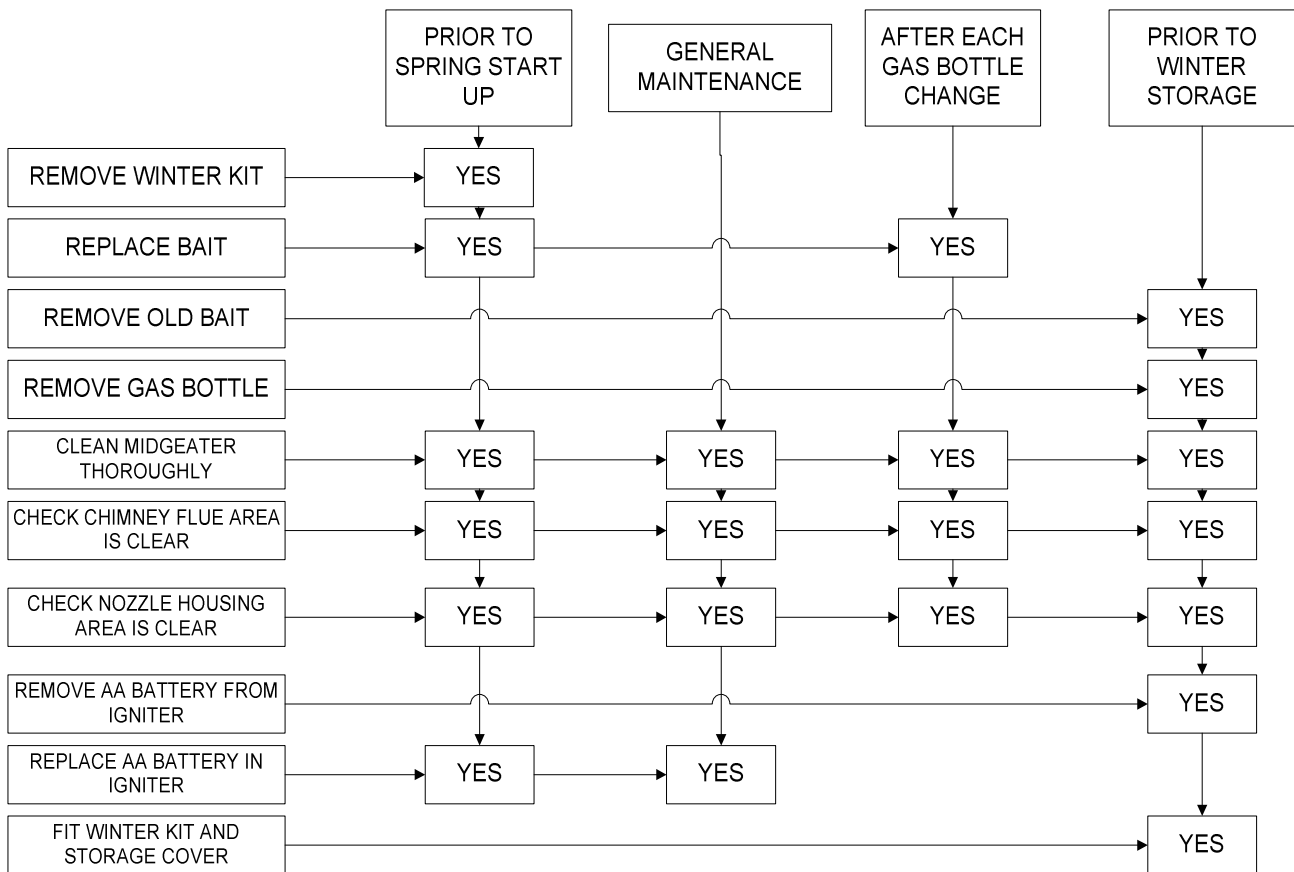 PRIOR TO
SPRING START
UP
GENERAL
MAINTENANCE
AFTER EACH
GAS BOTTLE
CHANGE
PRIOR TO
WINTER
STORAGE
REMOVE WINTER KIT
YES
REPLACE BAIT
YES
YES
REMOVE OLD BAIT
YES
REMOVE GAS BOTTLE
YES
CLEAN MIDGEATER
THOROUGHLY
YES
YES
YES
YES
CHECK CHIMNEY FLUE AREA
IS CLEAR
YES
YES
YES
YES
CHECK NOZZLE HOUSING
AREA IS CLEAR
YES
YES
YES
YES
REMOVE AA BATTERY FROM
IGNITER
YES
REPLACE AA BATTERY IN
IGNITER
YES
YES
FIT WINTER KIT AND
STORAGE COVER
YES